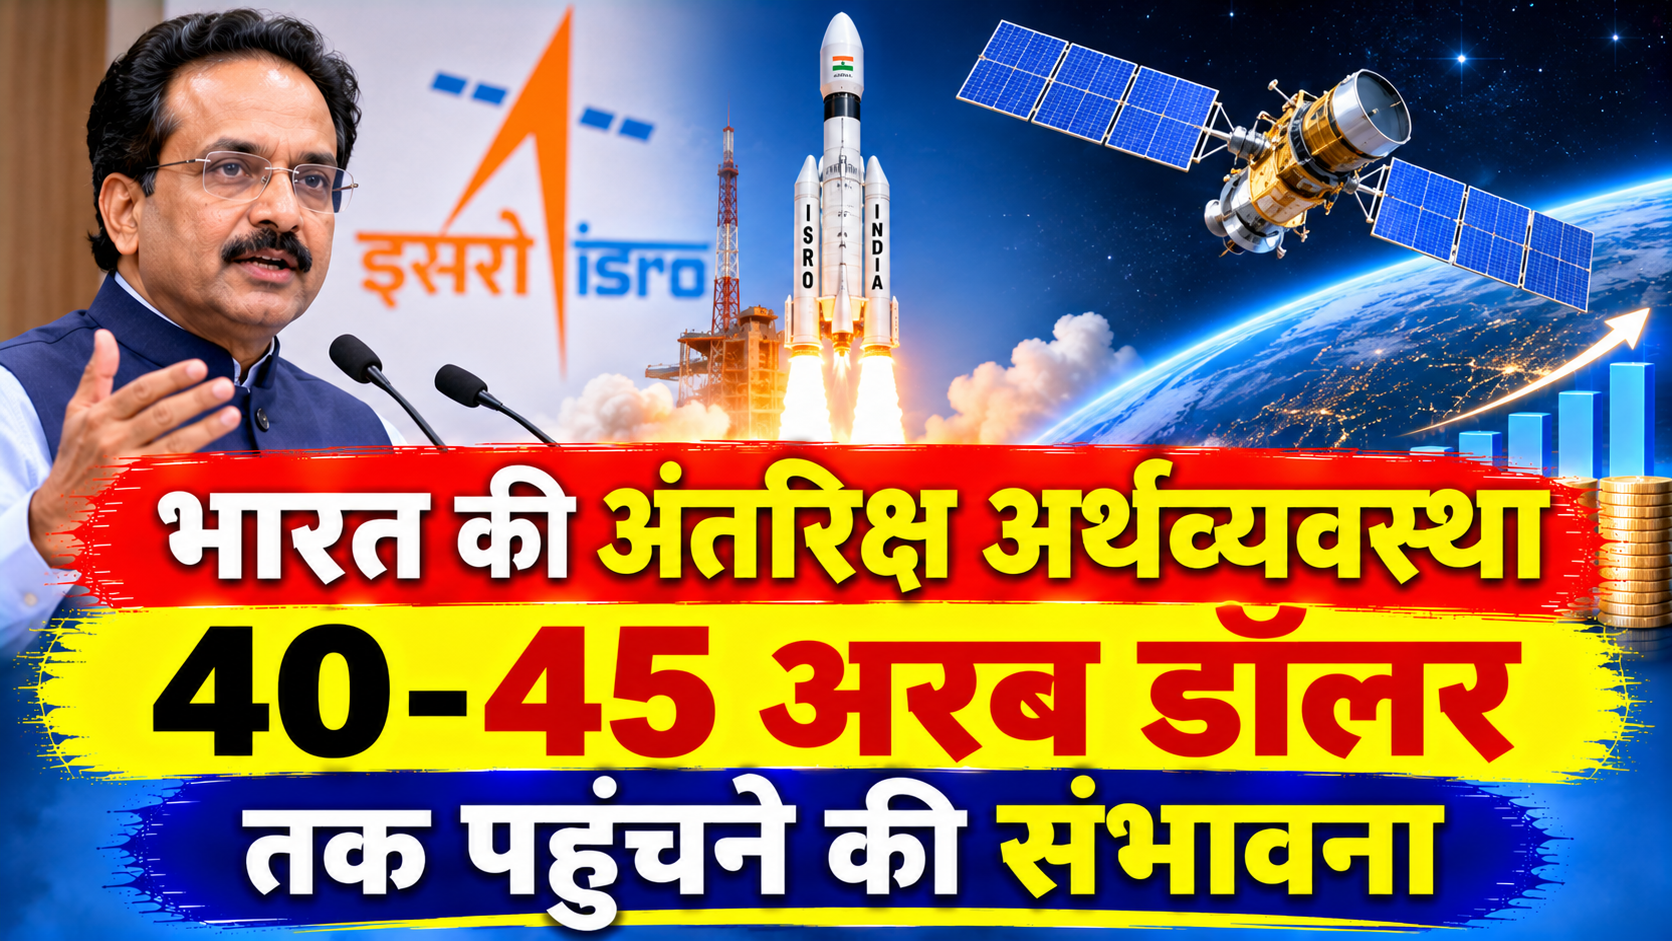 इसरो isro
ISRO
INDIA
भारत की अंतरिक्ष अर्थव्यवस्था
40-45 अरब डॉलर
तक पहुंचने की संभावना